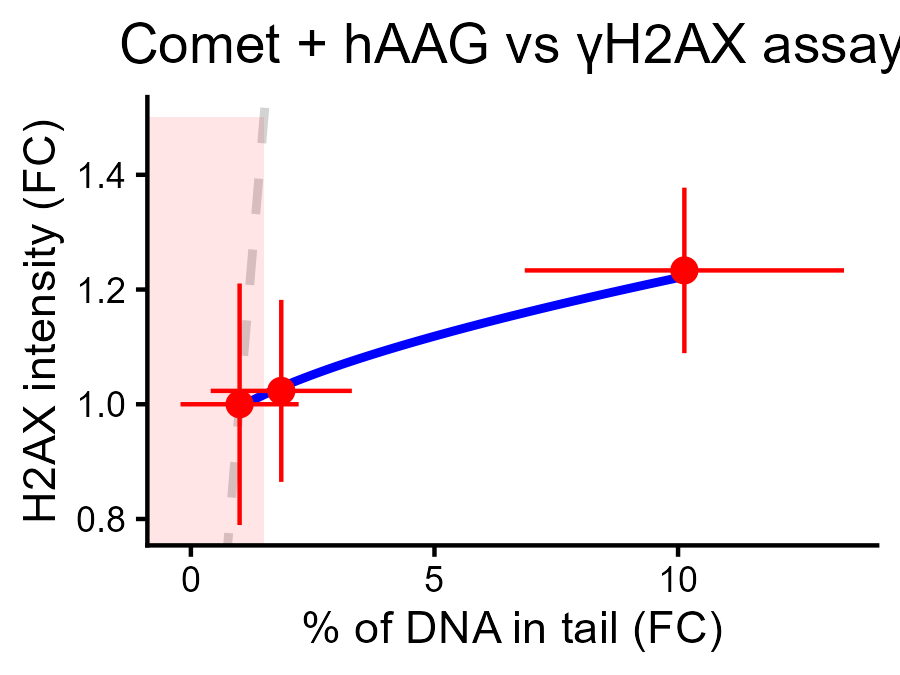 Comet + hAAG vs γH2AX assay
H2AX intensity (FC)
1.4
1.2
1.0
0.8
0
5
10
% of DNA in tail (FC)